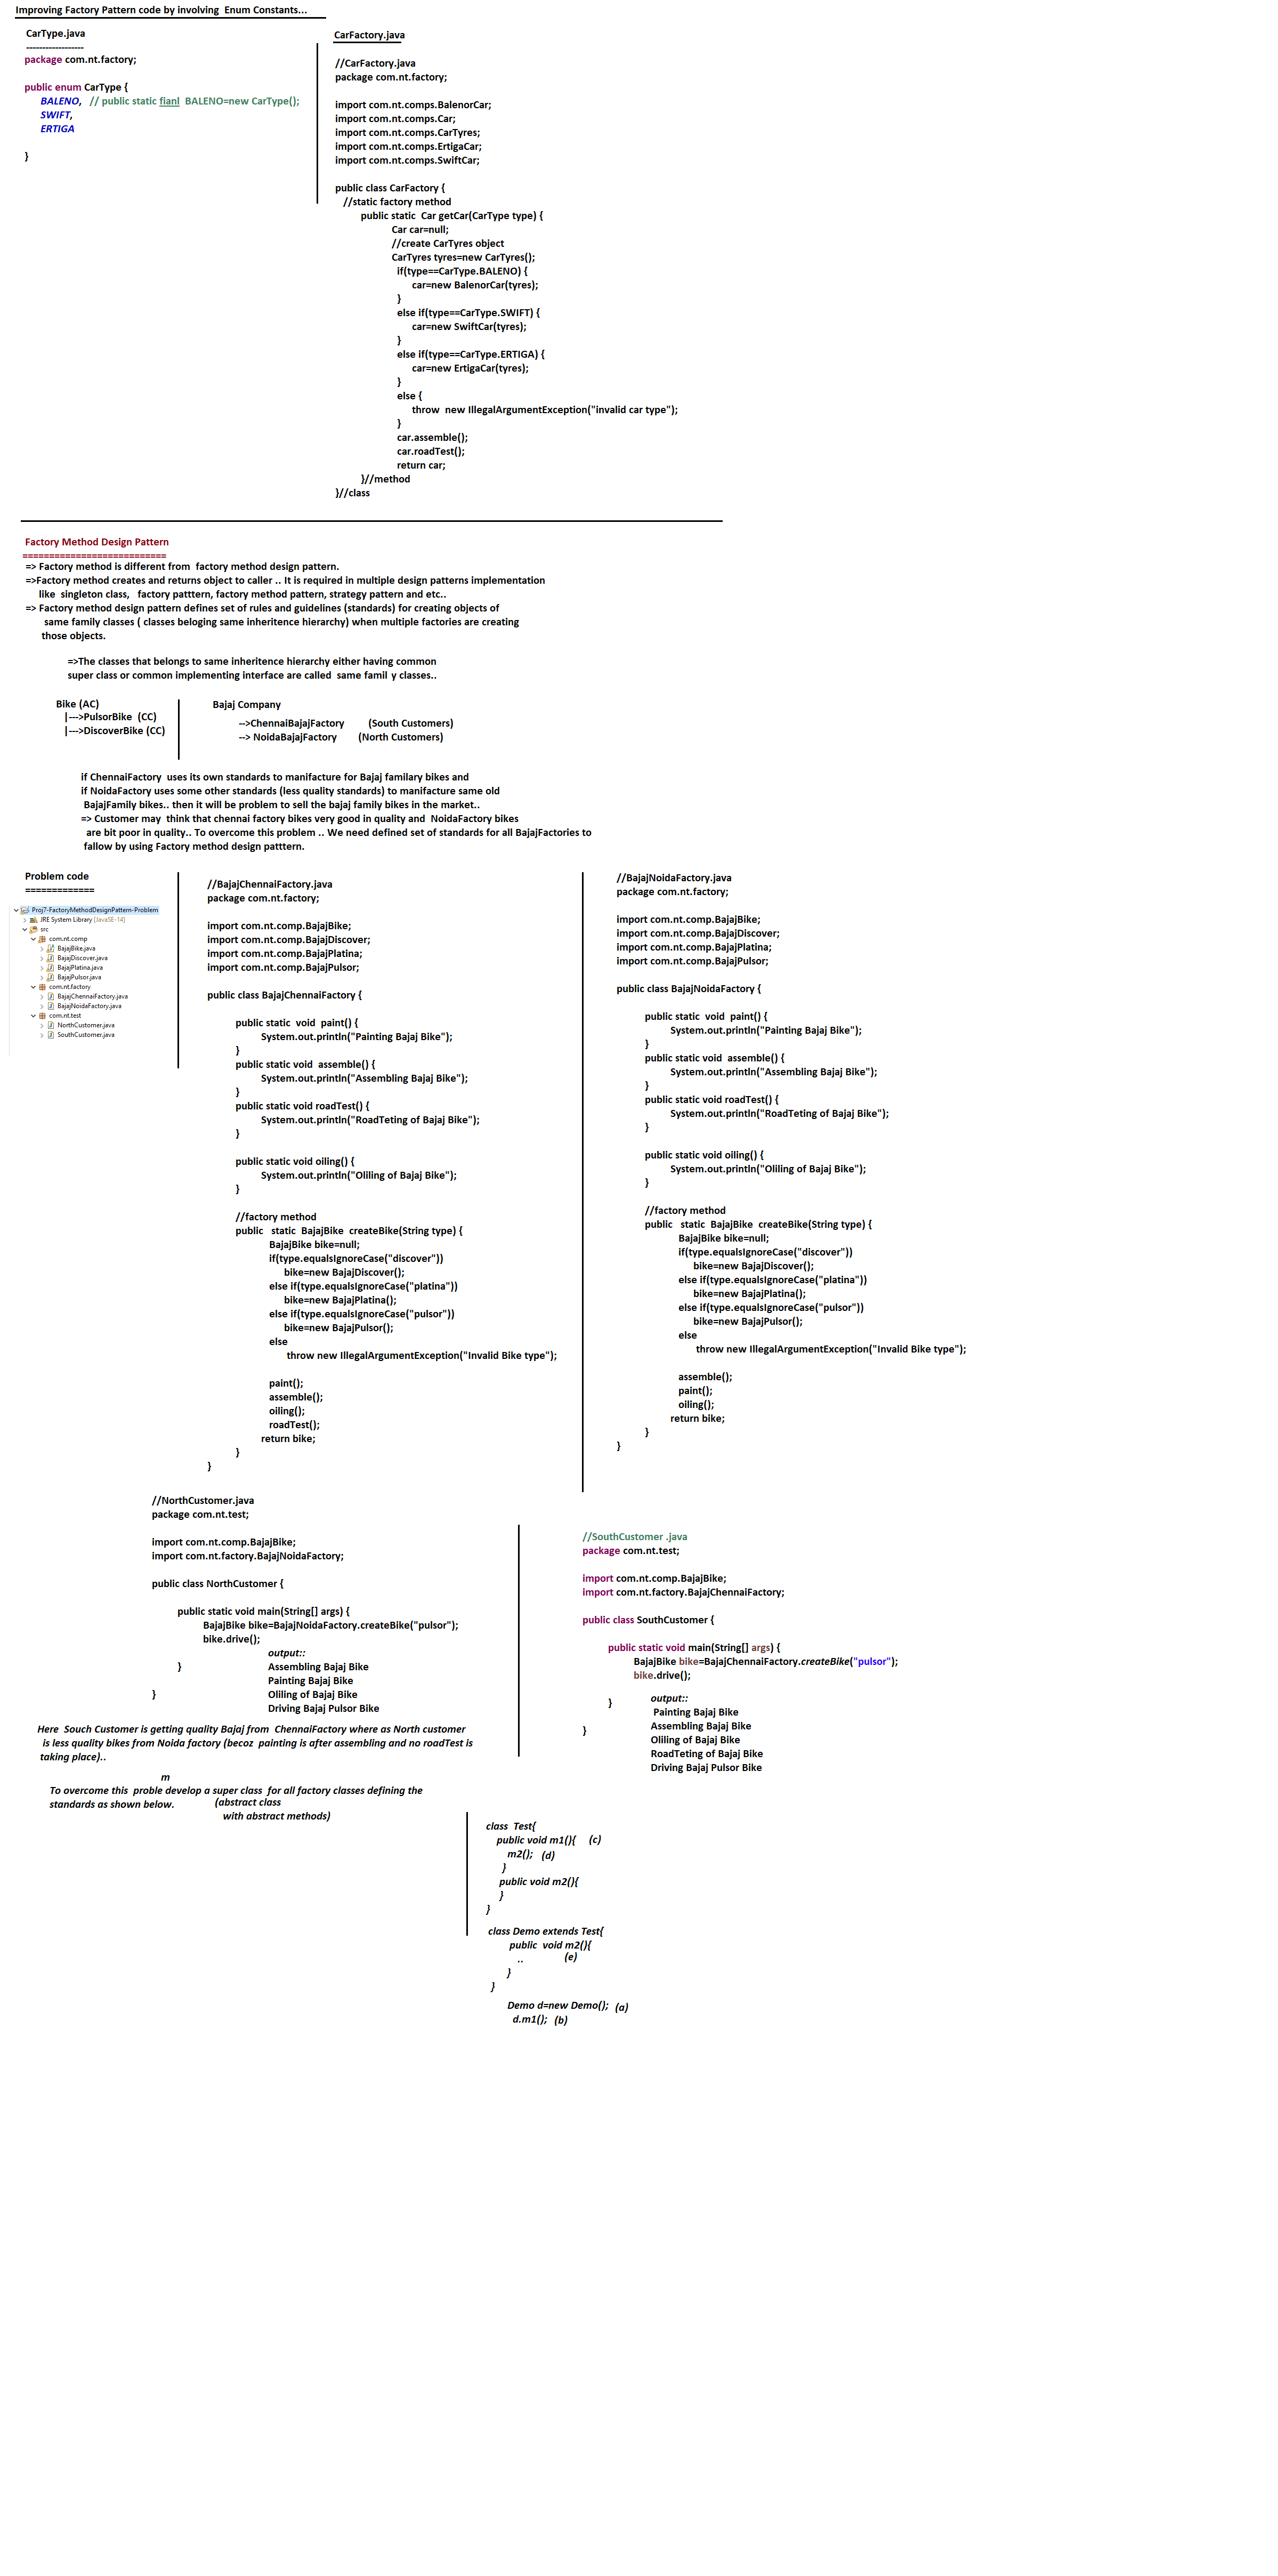 Improving Factory Pattern code by involving  Enum Constants...
CarType.java
------------------
package com.nt.factory;

public enum CarType {
BALENO,   // public static fianl  BALENO=new CarType();
SWIFT,
ERTIGA

}
CarFactory.java

//CarFactory.java
package com.nt.factory;

import com.nt.comps.BalenorCar;
import com.nt.comps.Car;
import com.nt.comps.CarTyres;
import com.nt.comps.ErtigaCar;
import com.nt.comps.SwiftCar;

public class CarFactory {
//static factory method
public static  Car getCar(CarType type) {
Car car=null;
//create CarTyres object
CarTyres tyres=new CarTyres();
if(type==CarType.BALENO) {
car=new BalenorCar(tyres);
}
else if(type==CarType.SWIFT) {
car=new SwiftCar(tyres);
}
else if(type==CarType.ERTIGA) {
car=new ErtigaCar(tyres);
}
else {
throw  new IllegalArgumentException("invalid car type");
}
car.assemble();
car.roadTest();
return car;
}//method
}//class

Factory Method Design Pattern
===========================
=> Factory method is different from  factory method design pattern.
=>Factory method creates and returns object to caller .. It is required in multiple design patterns implementation
like  singleton class,   factory patttern, factory method pattern, strategy pattern and etc..
=> Factory method design pattern defines set of rules and guidelines (standards) for creating objects of
same family classes ( classes beloging same inheritence hierarchy) when multiple factories are creating
those objects.

=>The classes that belongs to same inheritence hierarchy either having common
super class or common implementing interface are called  same famil y classes..

Bike (AC)
|--->PulsorBike  (CC)
|--->DiscoverBike (CC)

Bajaj Company
-->ChennaiBajajFactory        (South Customers)
--> NoidaBajajFactory        (North Customers)

if ChennaiFactory  uses its own standards to manifacture for Bajaj familary bikes and
if NoidaFactory uses some other standards (less quality standards) to manifacture same old
BajajFamily bikes.. then it will be problem to sell the bajaj family bikes in the market..
=> Customer may  think that chennai factory bikes very good in quality and  NoidaFactory bikes
are bit poor in quality.. To overcome this problem .. We need defined set of standards for all BajajFactories to
fallow by using Factory method design patttern.

Problem code
=============
Proj7-FactoryMethodDesignPattern-Problem
JRE System Library [JavaSE-14]
src
com.nt.comp
BajajBike.java
BajajDiscover.java
BajajPlatina.java
BajajPulsor.java
com.nt.factory
BajajChennaiFactory.java
BajajNoidaFactory.java
com.nt.test
NorthCustomer.java
SouthCustomer.java

//BajajChennaiFactory.java
package com.nt.factory;

import com.nt.comp.BajajBike;
import com.nt.comp.BajajDiscover;
import com.nt.comp.BajajPlatina;
import com.nt.comp.BajajPulsor;

public class BajajChennaiFactory {

public static  void  paint() {
System.out.println("Painting Bajaj Bike");
}
public static void  assemble() {
System.out.println("Assembling Bajaj Bike");
}
public static void roadTest() {
System.out.println("RoadTeting of Bajaj Bike");
}

public static void oiling() {
System.out.println("Oliling of Bajaj Bike");
}

//factory method
public   static  BajajBike  createBike(String type) {
BajajBike bike=null;
if(type.equalsIgnoreCase("discover"))
bike=new BajajDiscover();
else if(type.equalsIgnoreCase("platina"))
bike=new BajajPlatina();
else if(type.equalsIgnoreCase("pulsor"))
bike=new BajajPulsor();
else
throw new IllegalArgumentException("Invalid Bike type");

paint();
assemble();
oiling();
roadTest();
return bike;
}
}

//BajajNoidaFactory.java
package com.nt.factory;

import com.nt.comp.BajajBike;
import com.nt.comp.BajajDiscover;
import com.nt.comp.BajajPlatina;
import com.nt.comp.BajajPulsor;

public class BajajNoidaFactory {

public static  void  paint() {
System.out.println("Painting Bajaj Bike");
}
public static void  assemble() {
System.out.println("Assembling Bajaj Bike");
}
public static void roadTest() {
System.out.println("RoadTeting of Bajaj Bike");
}

public static void oiling() {
System.out.println("Oliling of Bajaj Bike");
}

//factory method
public   static  BajajBike  createBike(String type) {
BajajBike bike=null;
if(type.equalsIgnoreCase("discover"))
bike=new BajajDiscover();
else if(type.equalsIgnoreCase("platina"))
bike=new BajajPlatina();
else if(type.equalsIgnoreCase("pulsor"))
bike=new BajajPulsor();
else
throw new IllegalArgumentException("Invalid Bike type");

assemble();
paint();
oiling();
return bike;
}
}

//NorthCustomer.java
package com.nt.test;

import com.nt.comp.BajajBike;
import com.nt.factory.BajajNoidaFactory;

public class NorthCustomer {

public static void main(String[] args) {
BajajBike bike=BajajNoidaFactory.createBike("pulsor");
bike.drive();
output::
}            Assembling Bajaj Bike
Painting Bajaj Bike
}            Oliling of Bajaj Bike
Driving Bajaj Pulsor Bike

//SouthCustomer .java
package com.nt.test;

import com.nt.comp.BajajBike;
import com.nt.factory.BajajChennaiFactory;

public class SouthCustomer {

public static void main(String[] args) {
BajajBike bike=BajajChennaiFactory.createBike("pulsor");
bike.drive();
output::
}            Painting Bajaj Bike
Assembling Bajaj Bike
}            Oliling of Bajaj Bike
RoadTeting of Bajaj Bike
Driving Bajaj Pulsor Bike

Here  Souch Customer is getting quality Bajaj from  ChennaiFactory where as North customer
is less quality bikes from Noida factory (becoz  painting is after assembling and no roadTest is
taking place)..

m
To overcome this  proble develop a super class  for all factory classes defining the
standards as shown below.            (abstract class
with abstract methods)

class  Test{
public void m1(){    (c)
m2();   (d)
}
public void m2(){
}
}

class Demo extends Test{
public  void m2(){
..            (e)
}
}

Demo d=new Demo();  (a)
d.m1();  (b)